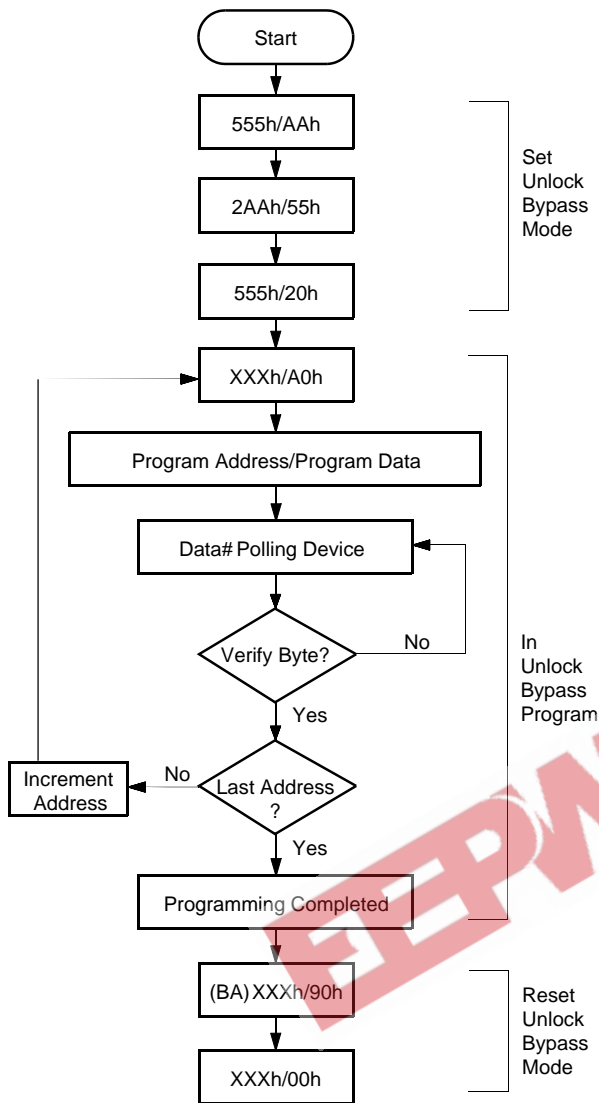 Start
555h/AAh
2AAh/55h
555h/20h
Set
Unlock
Bypass
Mode
XXXh/A0h
Program Address/Program Data
Data# Polling Device
Verify Byte?
No
Yes
In
Unlock
Bypass
Program
Increment
Address
No
Last Address
?
Yes
Programming Completed
(BA) XXXh/90h
XXXh/00h
Reset
Unlock
Bypass
Mode
EEPW